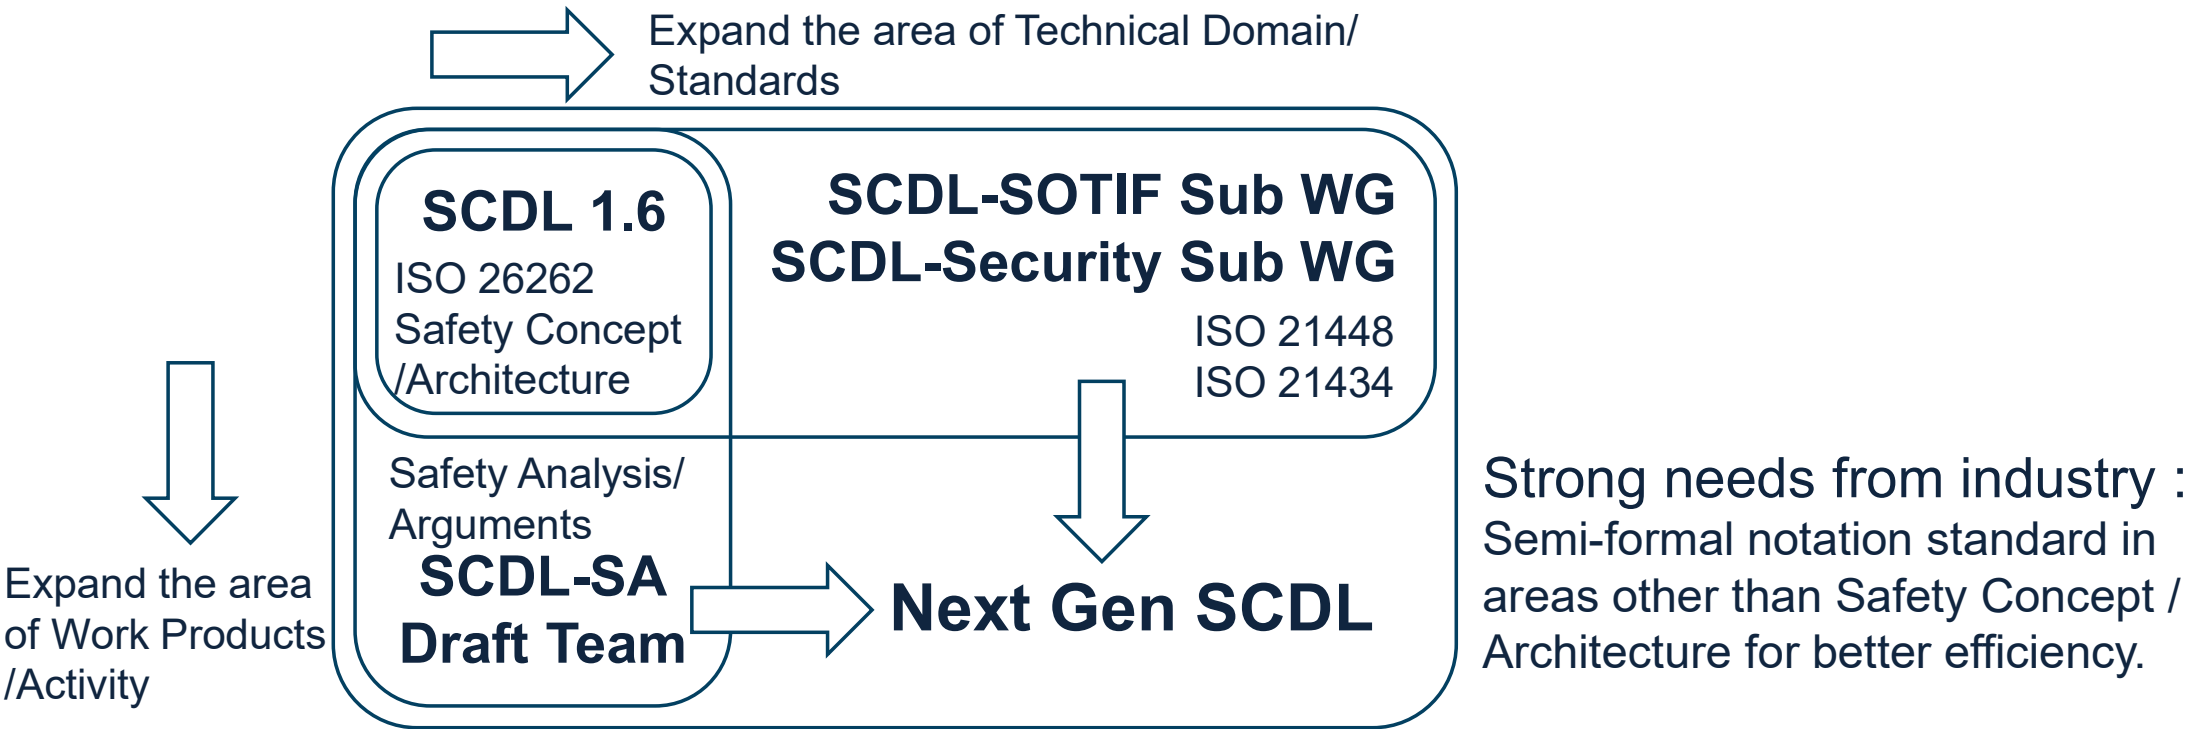 Expand the area of Technical Domain/
Standards
SCDL 1.6
ISO 26262
Safety Concept
/Architecture
SCDL-SOTIF Sub WG
SCDL-Security Sub WG
ISO 21448
ISO 21434
Safety Analysis/
Arguments
SCDL-SA
Draft Team
Next Gen SCDL
Expand the area
of Work Products
/Activity
Strong needs from industry :
Semi-formal notation standard in
areas other than Safety Concept /
Architecture for better efficiency.